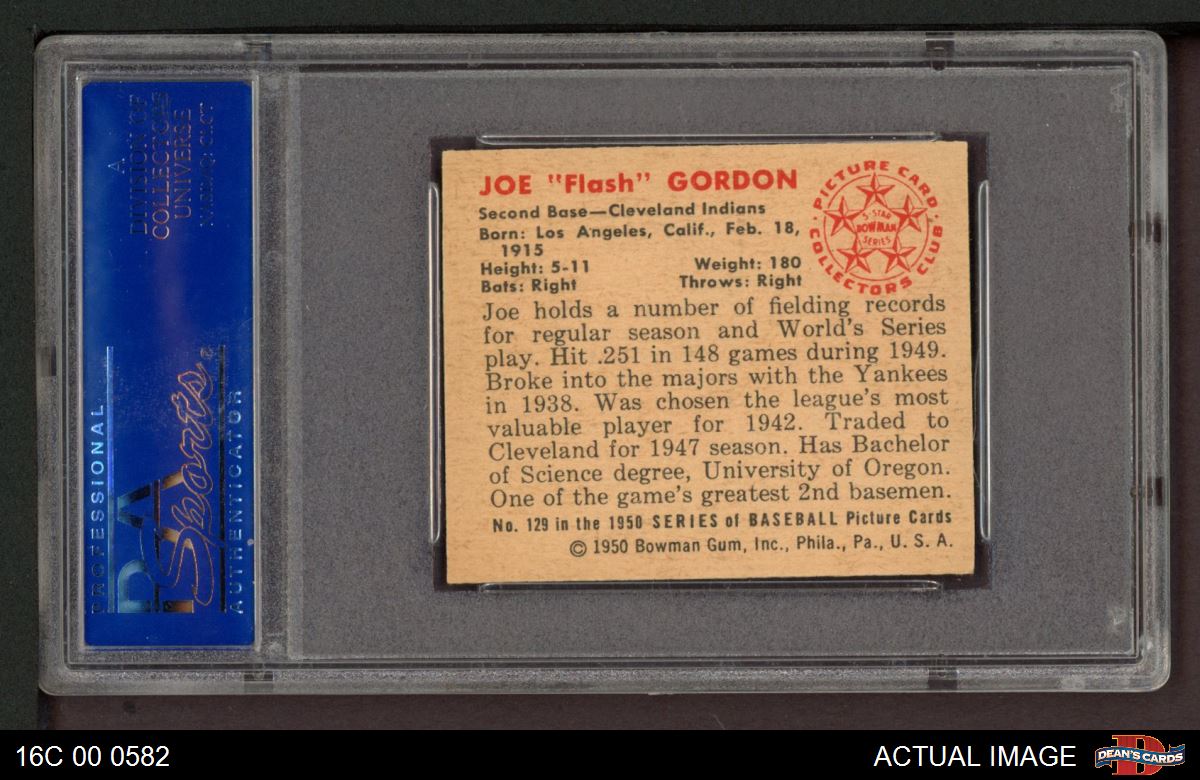 JOE "Flash" GORDON
Second Base—Cleveland Indians
Born: Los Angeles, Calif., Feb. 18,
1915
Height: 5-11 Weight: 180
Bats: Right Throws: Right
PICTURE CARD
COLLECTORS CLUB
5-STAR
BOWMAN
SERIES
Joe holds a number of fielding records
for regular season and World's Series
play. Hit .251 in 148 games during 1949.
Broke into the majors with the Yankees
in 1938. Was chosen the league's most
valuable player for 1942. Traded to
Cleveland for 1947 season. Has Bachelor
of Science degree, University of Oregon.
One of the game's greatest 2nd basemen.
No. 129 in the 1950 SERIES of BASEBALL Picture Cards
© 1950 Bowman Gum, Inc., Phila., Pa., U. S. A.
A
DIVISION OF
COLLECTORS
UNIVERSE
NASDAQ: CLCT
PROFESSIONAL
PSA
Sports
AUTHENTICATOR
16C 00 0582
ACTUAL IMAGE
DEAN'S CARDS